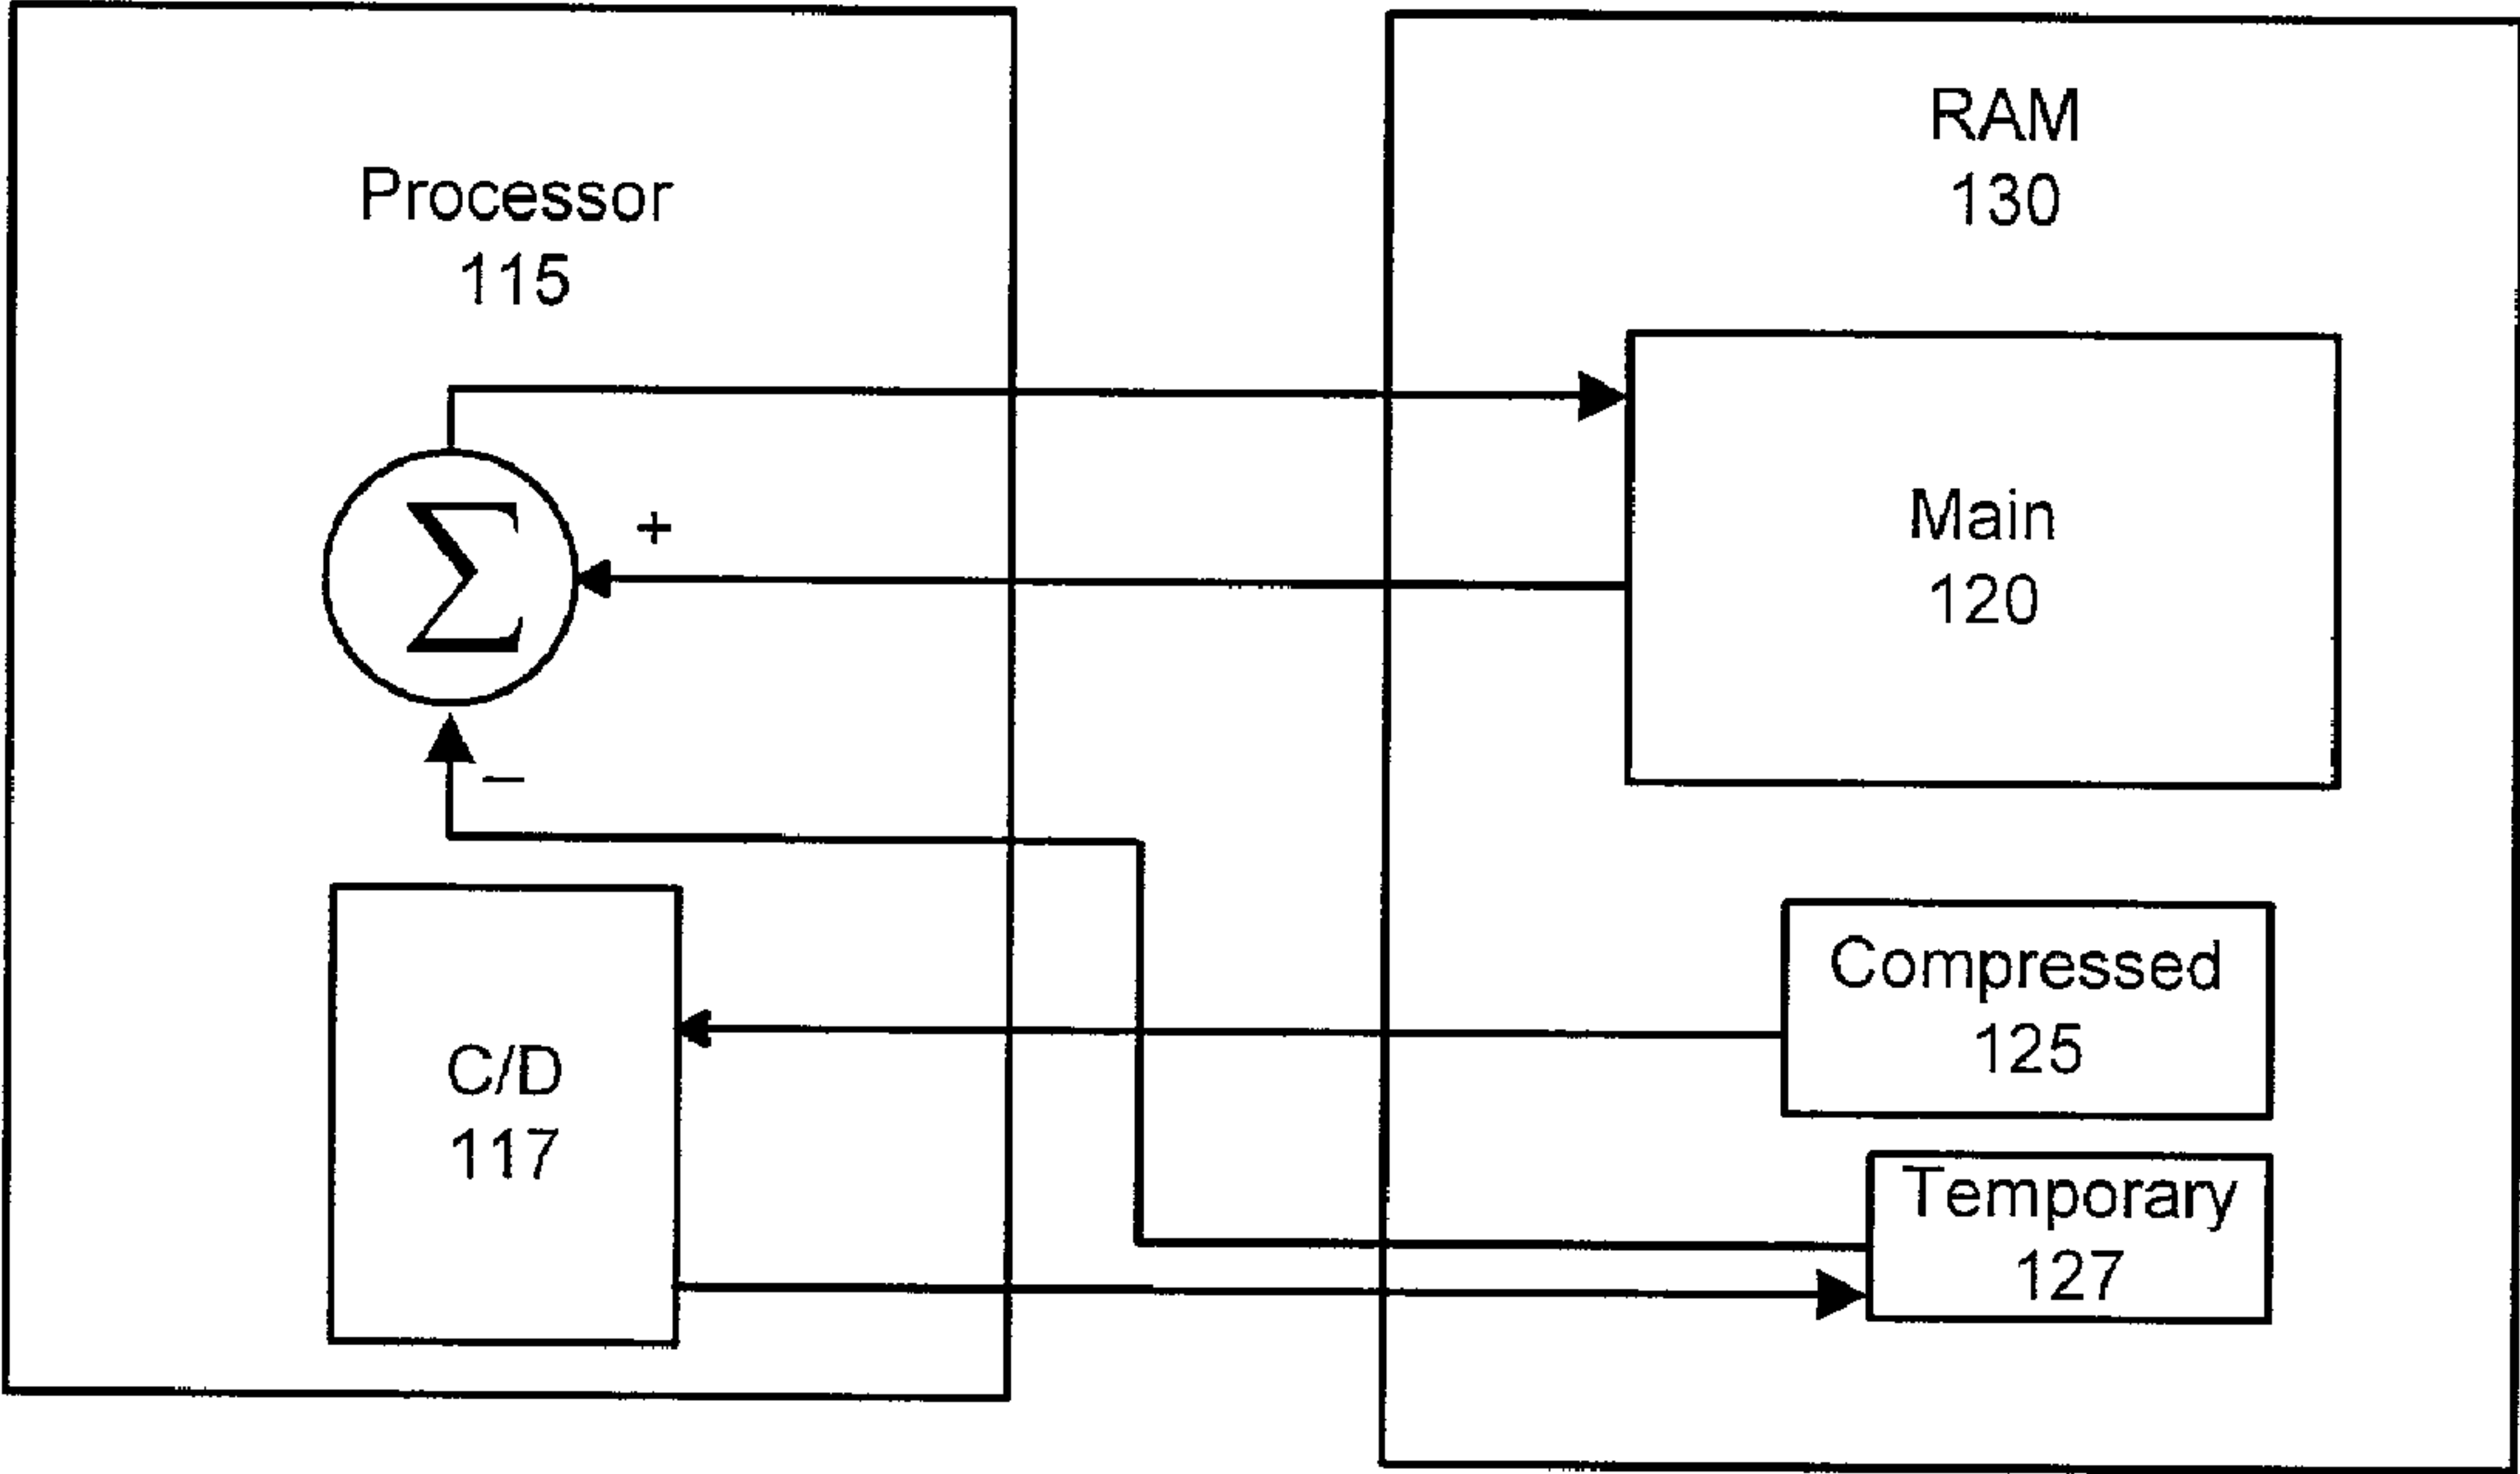 Processor
115
RAM
130
Σ
+
Main
120
–
C/D
117
Compressed
125
Temporary
127